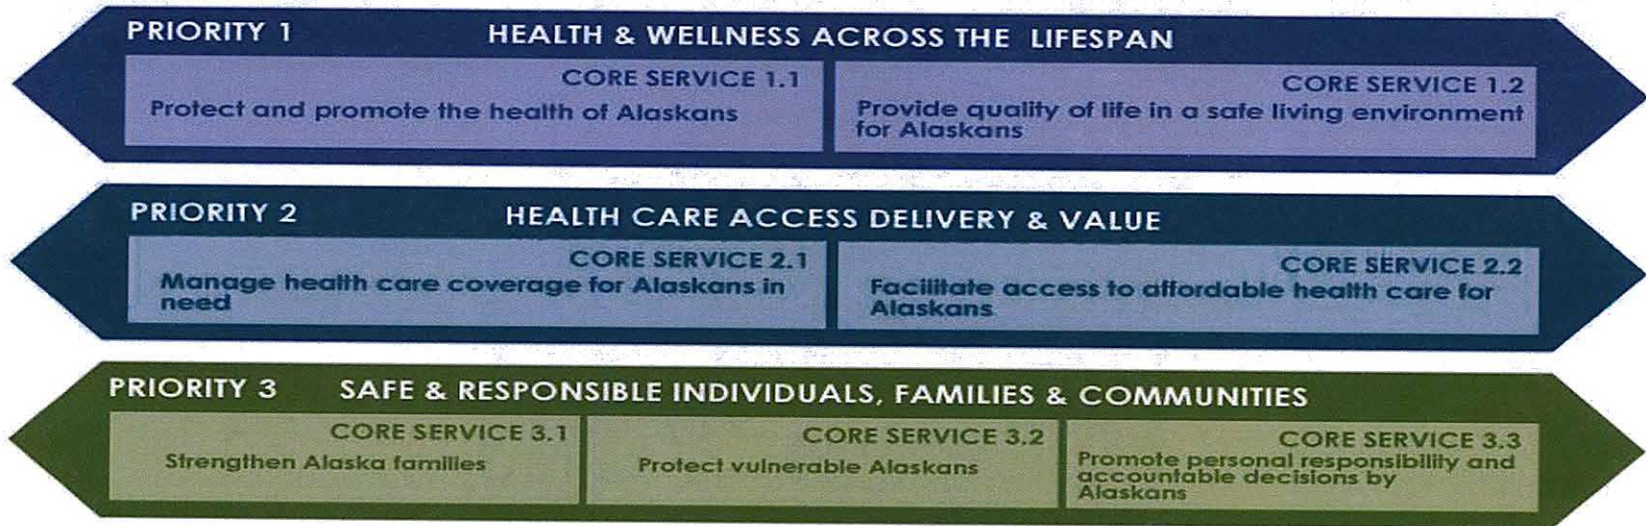 PRIORITY 1 HEALTH & WELLNESS ACROSS THE LIFESPAN
CORE SERVICE 1.1
Protect and promote the health of Alaskans
CORE SERVICE 1.2
Provide quality of life in a safe living environment
for Alaskans
PRIORITY 2 HEALTH CARE ACCESS DELIVERY & VALUE
CORE SERVICE 2.1
Manage health care coverage for Alaskans in
need
CORE SERVICE 2.2
Facilitate access to affordable health care for
Alaskans
PRIORITY 3 SAFE & RESPONSIBLE INDIVIDUALS, FAMILIES & COMMUNITIES
CORE SERVICE 3.1
Strengthen Alaska families
CORE SERVICE 3.2
Protect vulnerable Alaskans
CORE SERVICE 3.3
Promote personal responsibility and
accountable decisions by
Alaskans